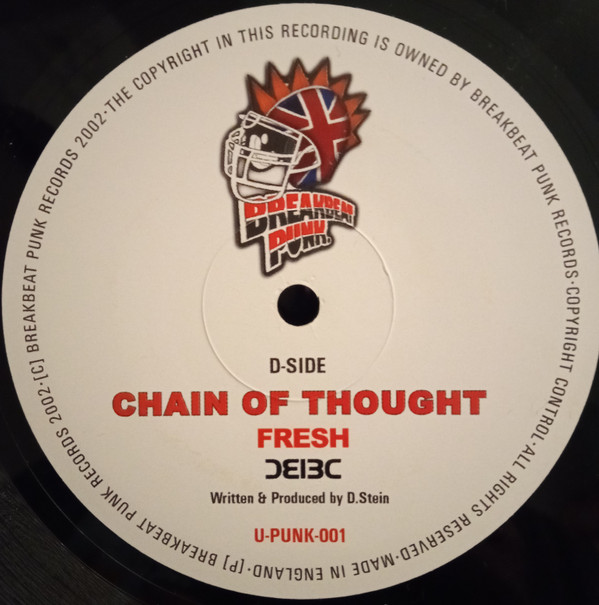 BREAKBEAT
PUNK.
D-SIDE
CHAIN OF THOUGHT
FRESH
Written & Produced by D.Stein
U-PUNK-001
[P] BREAKBEAT PUNK RECORDS 2002·[C] BREAKBEAT PUNK RECORDS 2002·THE COPYRIGHT IN THIS RECORDING IS OWNED BY BREAKBEAT PUNK RECORDS·COPYRIGHT CONTROL·ALL RIGHTS RESERVED·MADE IN ENGLAND·